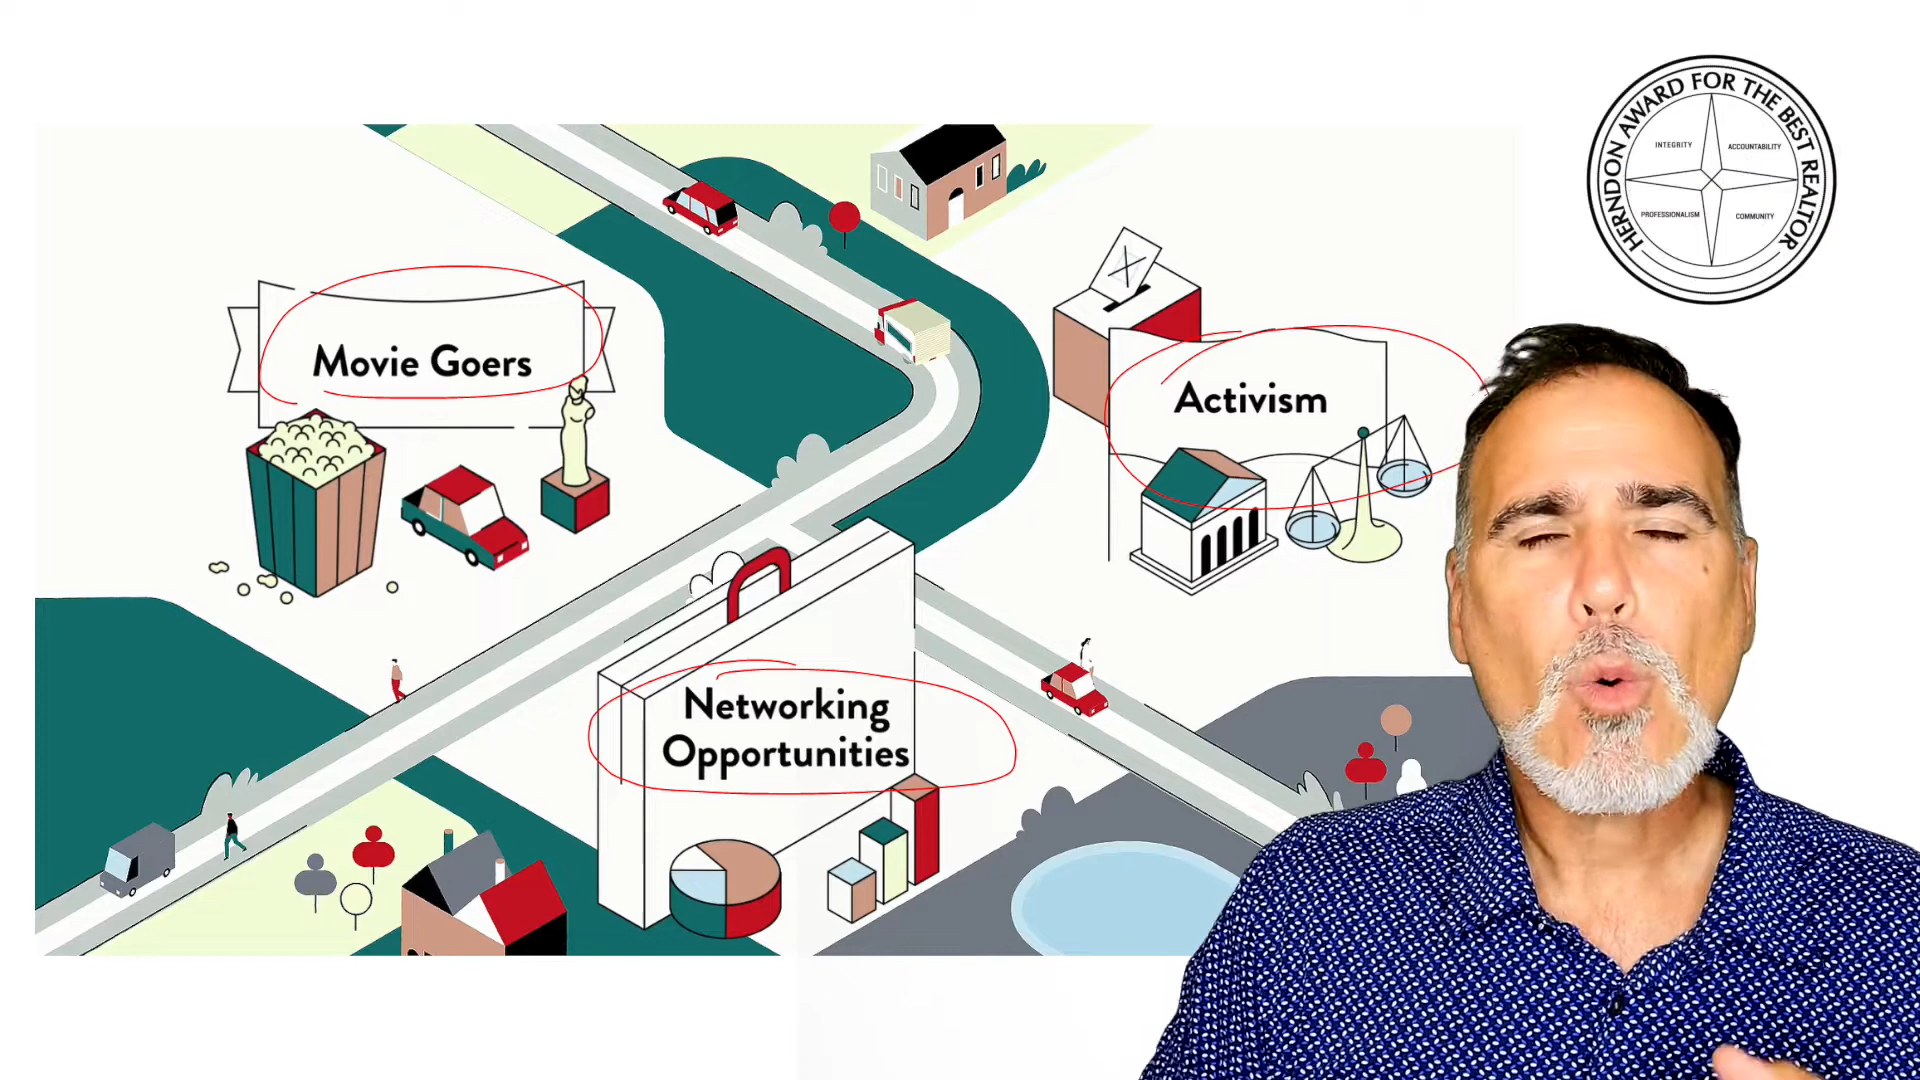 HERNDON AWARD FOR THE BEST REALTOR
INTEGRITY
ACCOUNTABILITY
PROFESSIONALISM
COMMUNITY
Movie Goers
Activism
Networking
Opportunities